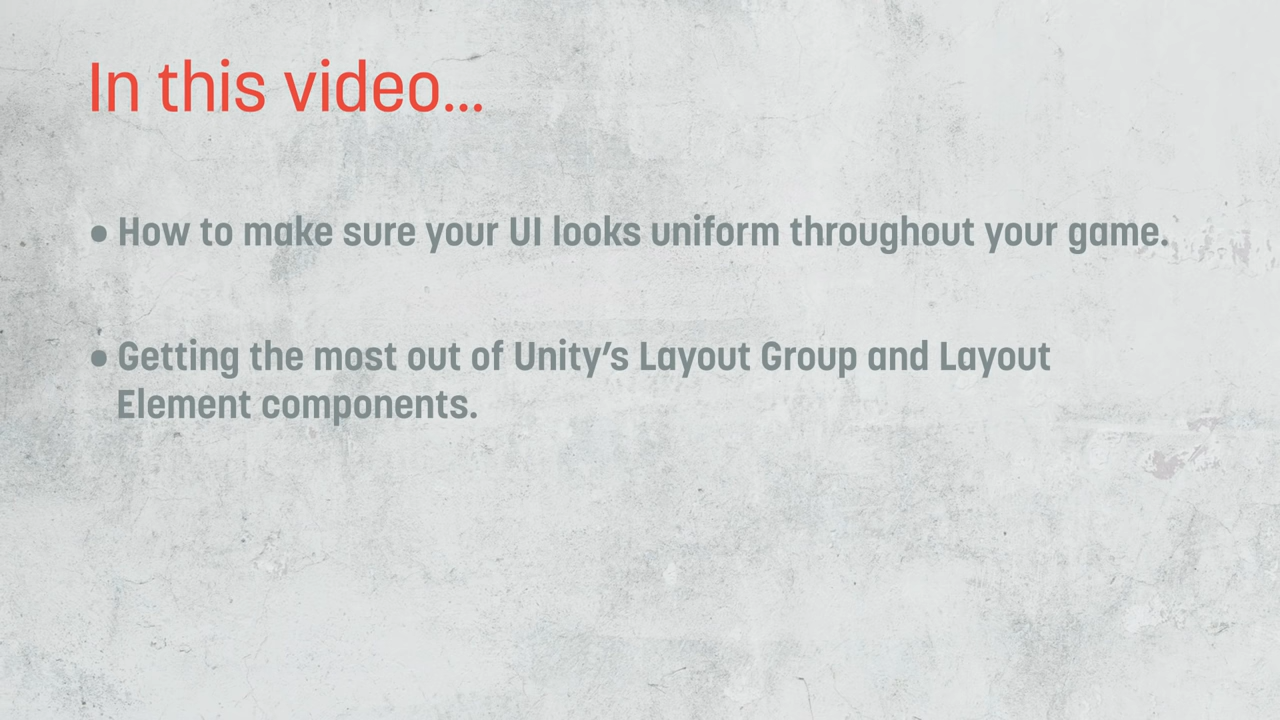 In this video...
• How to make sure your UI looks uniform throughout your game.
• Getting the most out of Unity’s Layout Group and Layout
Element components.